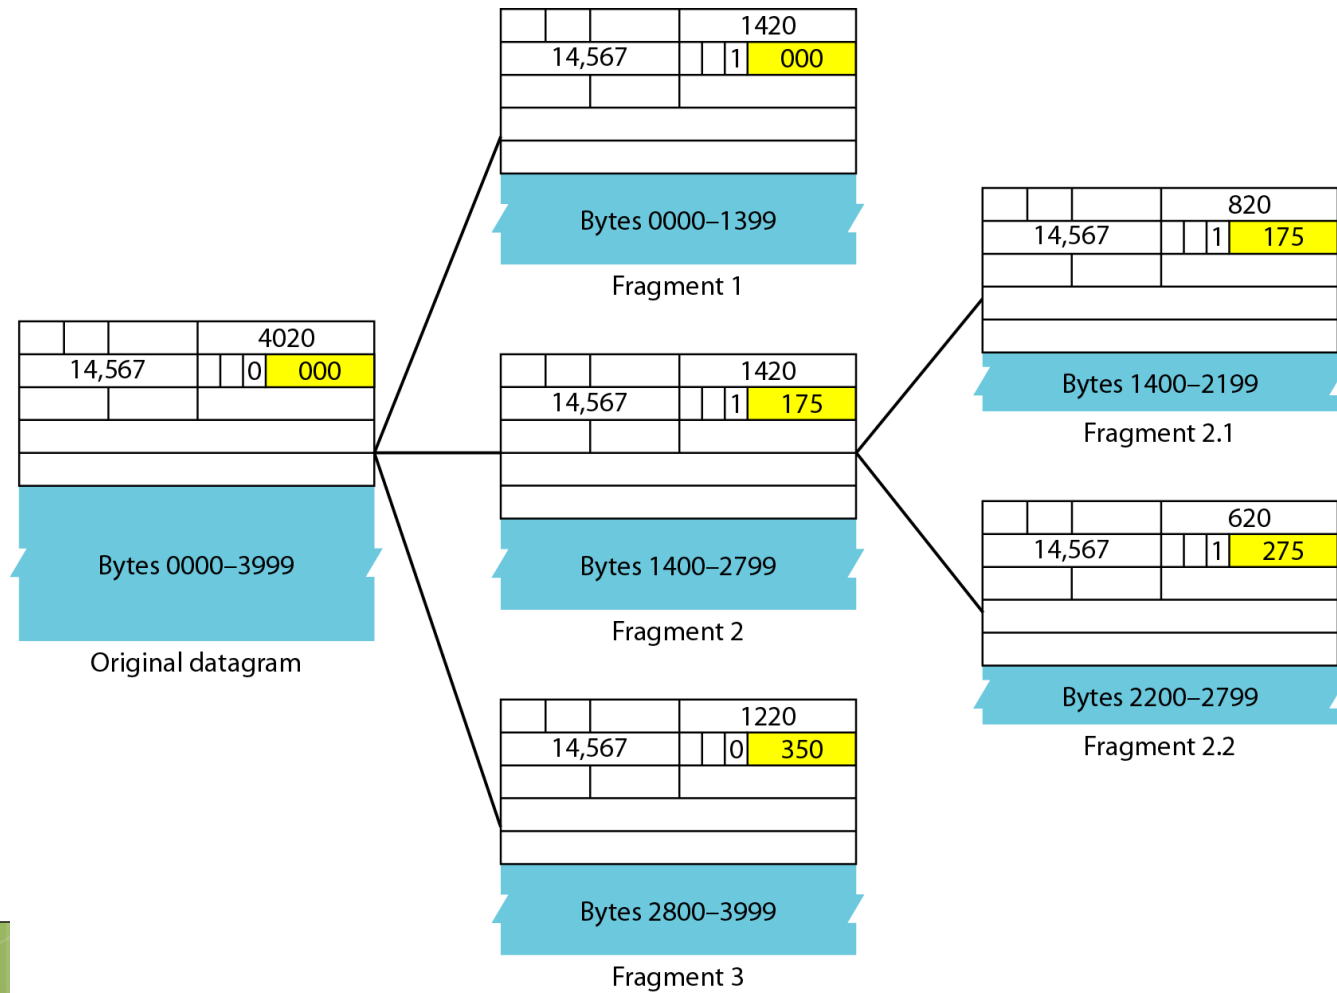 4020
14,567 0 000
Bytes 0000–3999
Original datagram
1420
14,567 1 000
Bytes 0000–1399
Fragment 1
1420
14,567 1 175
Bytes 1400–2799
Fragment 2
1220
14,567 0 350
Bytes 2800–3999
Fragment 3
820
14,567 1 175
Bytes 1400–2199
Fragment 2.1
620
14,567 1 275
Bytes 2200–2799
Fragment 2.2